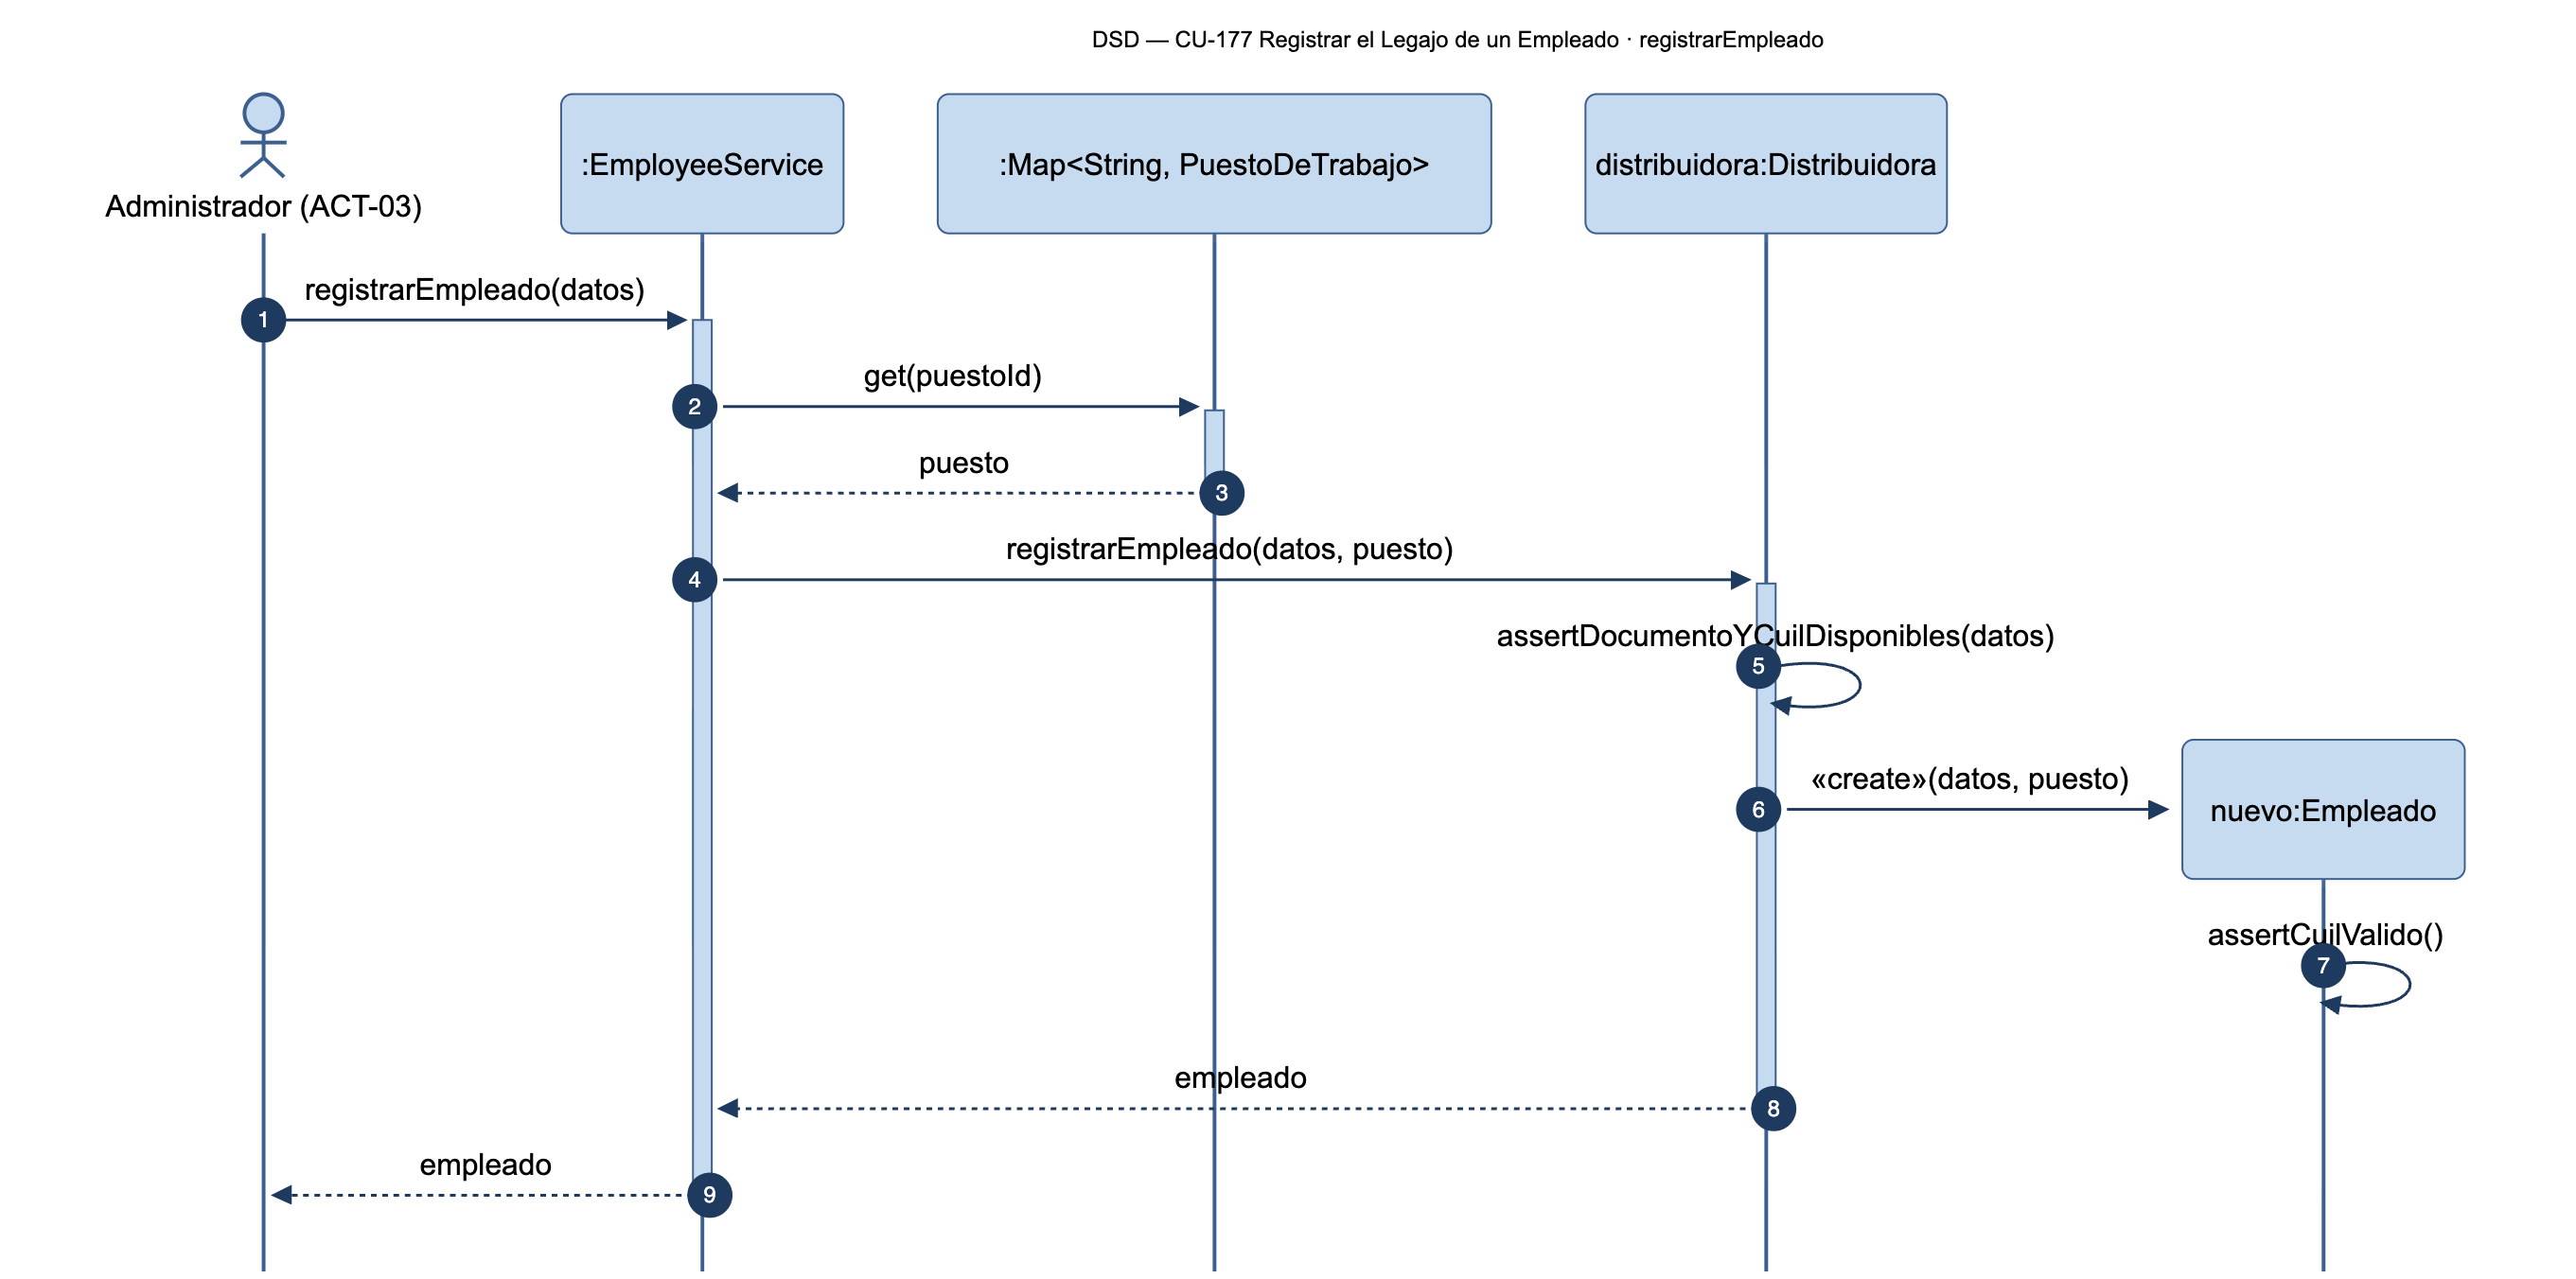 DSD — CU-177 Registrar el Legajo de un Empleado · registrarEmpleado
Administrador (ACT-03)
:EmployeeService
:Map<String, PuestoDeTrabajo>
distribuidora:Distribuidora
registrarEmpleado(datos)
1
get(puestoId)
2
puesto
3
registrarEmpleado(datos, puesto)
4
assertDocumentoYCuilDisponibles(datos)
5
«create»(datos, puesto)
6
nuevo:Empleado
assertCuilValido()
7
empleado
8
empleado
9